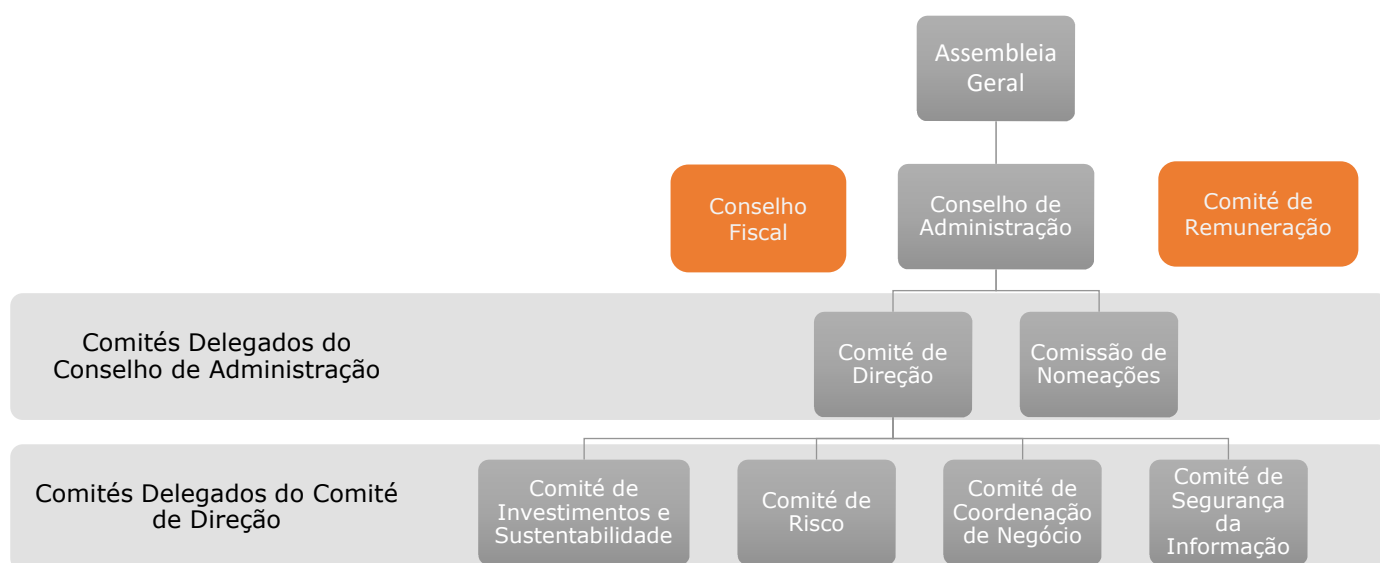 Assembleia
Geral
Conselho
Fiscal
Conselho de
Administração
Comité de
Remuneração
Comités Delegados do
Conselho de Administração
Comité de
Direção
Comissão de
Nomeações
Comités Delegados do Comité
de Direção
Comité de
Investimentos e
Sustentabilidade
Comité de
Risco
Comité de
Coordenação
de Negócio
Comité de
Segurança
da
Informação